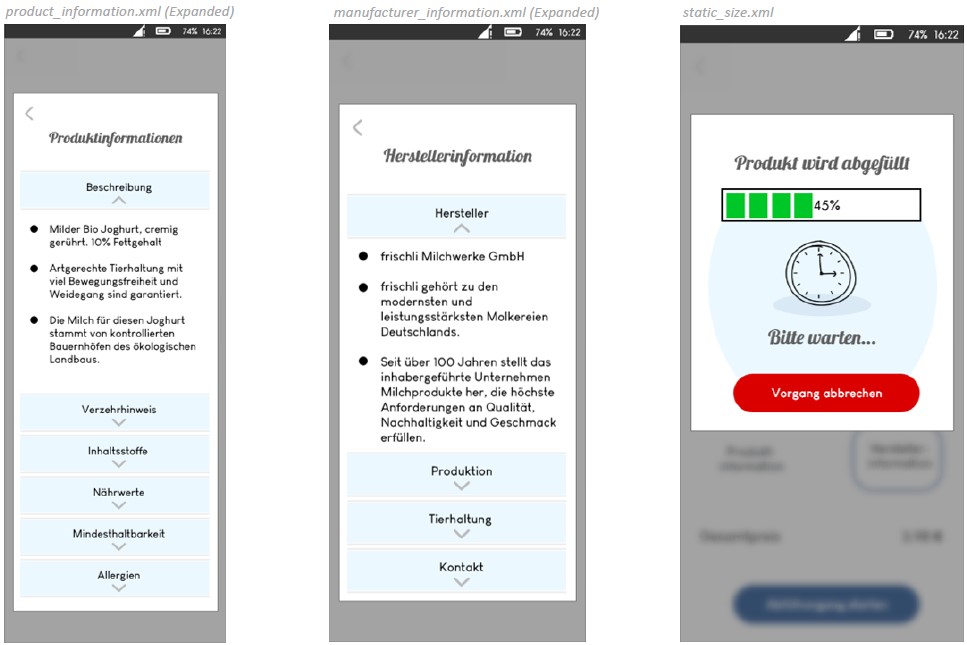 product_information.xml (Expanded)
74% 16:22
Produktinformationen
Beschreibung
Milder Bio Joghurt, cremig
gerührt. 10% Fettgehalt
Artgerechte Tierhaltung mit
viel Bewegungsfreiheit und
Weidegang sind garantiert.
Die Milch für diesen Joghurt
stammt von kontrollierten
Bauernhöfen des ökologischen
Landbaus.
Verzehrhinweis
Inhaltsstoffe
Nährwerte
Mindesthaltbarkeit
Allergien
manufacturer_information.xml (Expanded)
74% 16:22
Herstellerinformation
Hersteller
frischli Milchwerke GmbH
frischli gehört zu den
modernsten und
leistungsstärksten Molkereien
Deutschlands.
Seit über 100 Jahren stellt das
inhabergeführte Unternehmen
Milchprodukte her, die höchste
Anforderungen an Qualität,
Nachhaltigkeit und Geschmack
erfüllen.
Produktion
Tierhaltung
Kontakt
static_size.xml
74% 16:22
Produkt wird abgefüllt
45%
Bitte warten...
Vorgang abbrechen